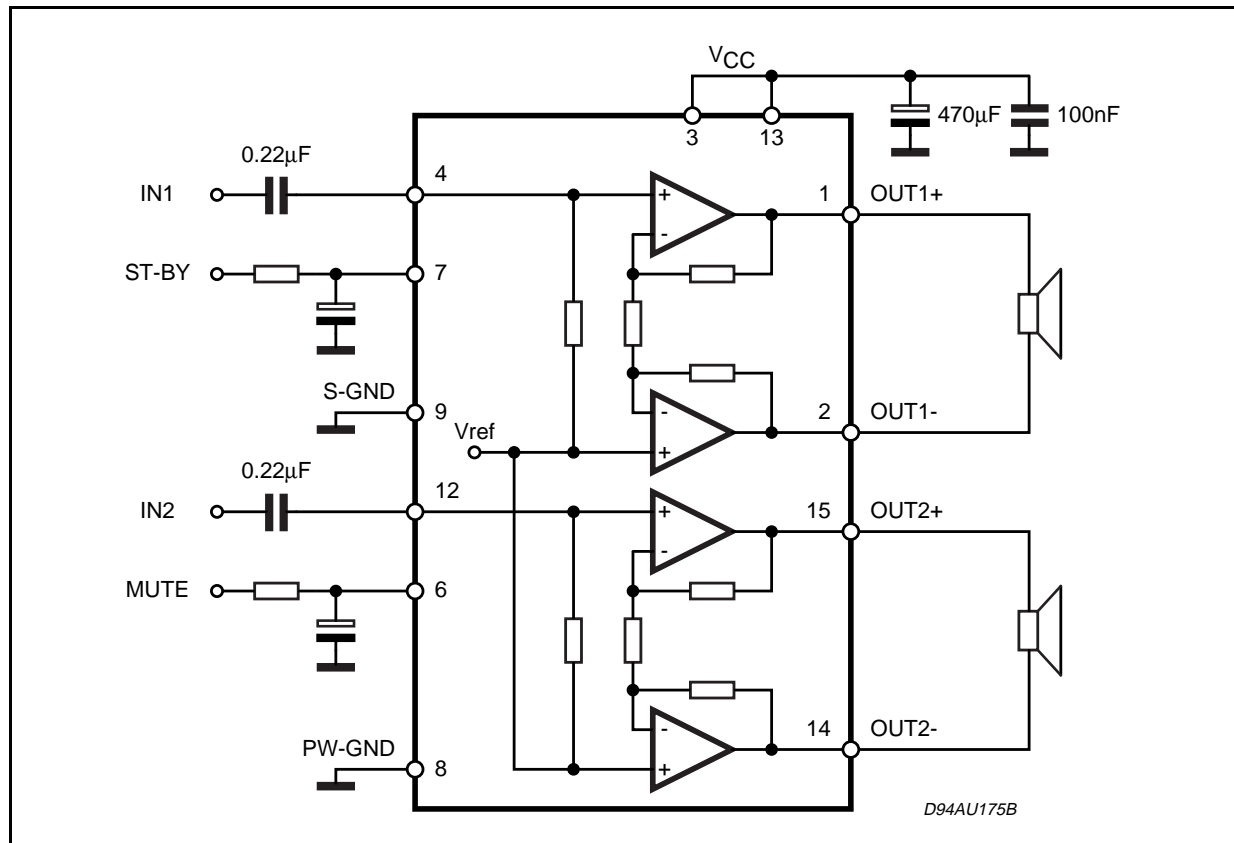 VCC
3
13
470μF
100nF
0.22μF
IN1
4
+
-
1
OUT1+
ST-BY
7
S-GND
9
Vref
-
+
2
OUT1-
0.22μF
IN2
12
+
-
15
OUT2+
MUTE
6
PW-GND
8
-
+
14
OUT2-
D94AU175B